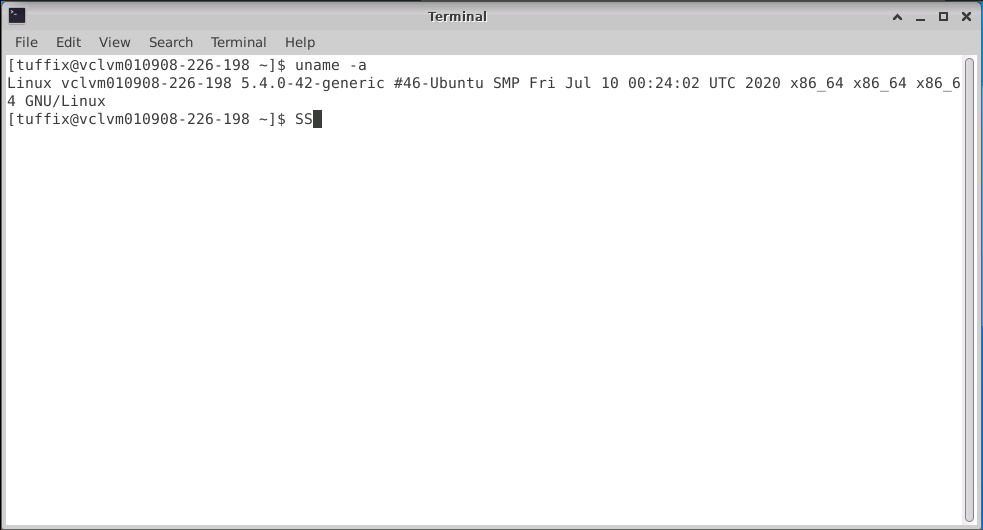 Terminal
File Edit View Search Terminal Help
[tuffix@vclvm010908-226-198 ~]$ uname -a
Linux vclvm010908-226-198 5.4.0-42-generic #46-Ubuntu SMP Fri Jul 10 00:24:02 UTC 2020 x86_64 x86_64 x86_6
4 GNU/Linux
[tuffix@vclvm010908-226-198 ~]$ SS